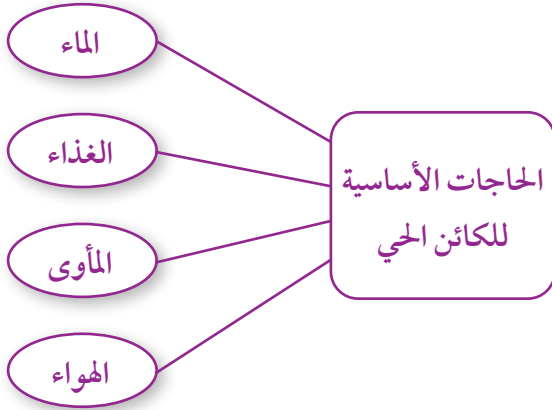 الحاجات الأساسية
للكائن الحي
الماء
الغذاء
المأوى
الهواء